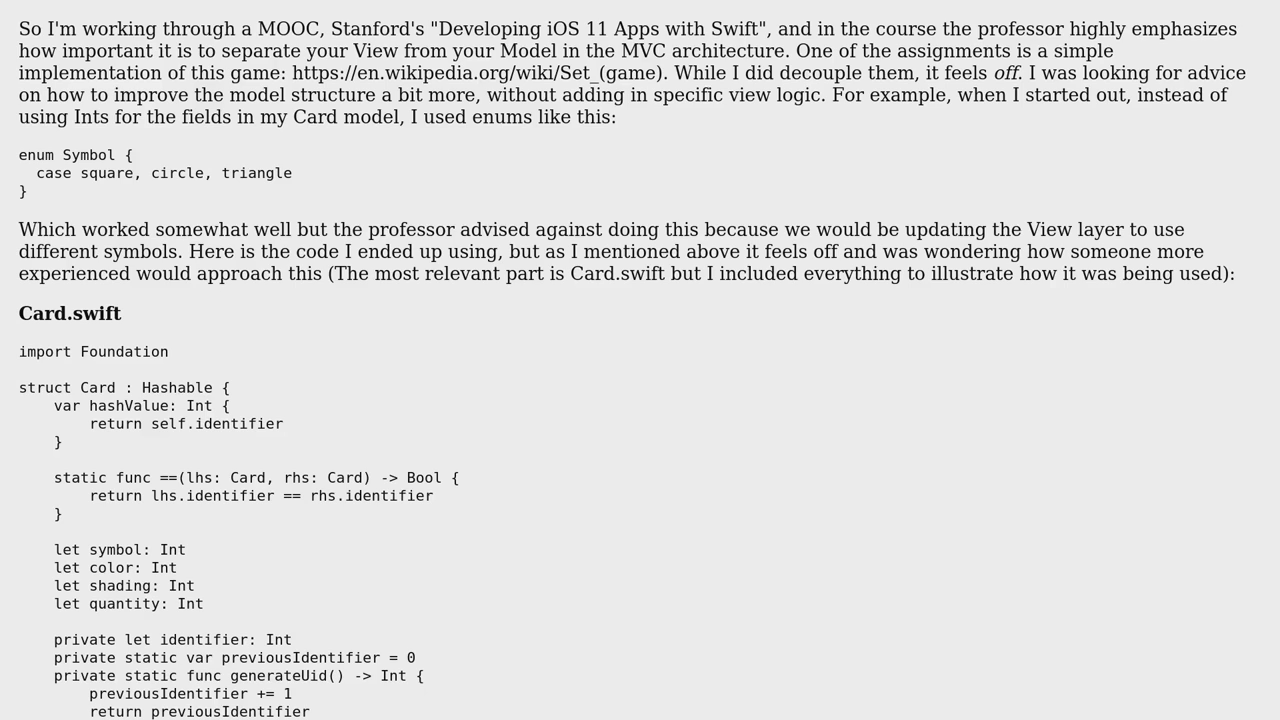 So I'm working through a MOOC, Stanford's "Developing iOS 11 Apps with Swift", and in the course the professor highly emphasizes
how important it is to separate your View from your Model in the MVC architecture. One of the assignments is a simple
implementation of this game: https://en.wikipedia.org/wiki/Set_(game). While I did decouple them, it feels off. I was looking for advice
on how to improve the model structure a bit more, without adding in specific view logic. For example, when I started out, instead of
using Ints for the fields in my Card model, I used enums like this:
enum Symbol {
  case square, circle, triangle
}
Which worked somewhat well but the professor advised against doing this because we would be updating the View layer to use
different symbols. Here is the code I ended up using, but as I mentioned above it feels off and was wondering how someone more
experienced would approach this (The most relevant part is Card.swift but I included everything to illustrate how it was being used):
Card.swift
import Foundation
struct Card : Hashable {
    var hashValue: Int {
        return self.identifier
    }
    static func ==(lhs: Card, rhs: Card) -> Bool {
        return lhs.identifier == rhs.identifier
    }
    let symbol: Int
    let color: Int
    let shading: Int
    let quantity: Int
    private let identifier: Int
    private static var previousIdentifier = 0
    private static func generateUid() -> Int {
        previousIdentifier += 1
        return previousIdentifier